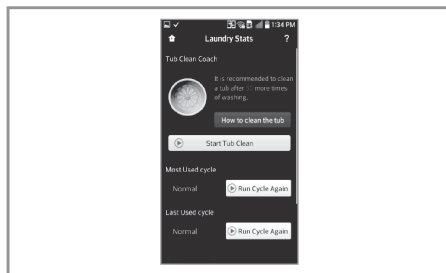 1:34 PM
Laundry Stats ?
Tub Clean Coach
It is recommended to clean
a tub after more times
of washing.
How to clean the tub
Start Tub Clean
Most Used cycle
Normal
Run Cycle Again
Last Used cycle
Normal
Run Cycle Again